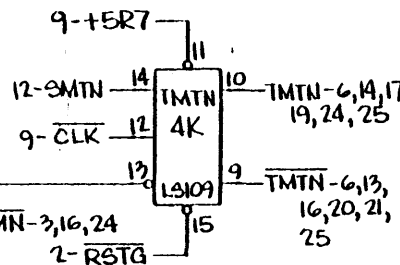 9-+5R7
11
12-SMTN
14
TMTN
10
TMTN-6,14,17
19,24,25
9-CLK
12
4K
13
LS109
9
TMTN-6,13,
16,20,21,
25
MN-3,16,24
15
2-RSTG